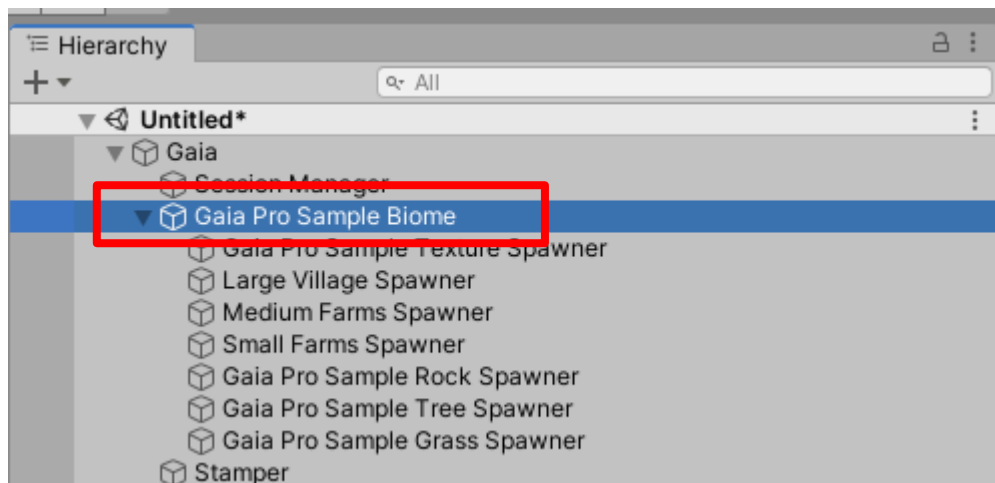 Hierarchy
All
Untitled*
Gaia
Session Manager
Gaia Pro Sample Biome
Gaia Pro Sample Texture Spawner
Large Village Spawner
Medium Farms Spawner
Small Farms Spawner
Gaia Pro Sample Rock Spawner
Gaia Pro Sample Tree Spawner
Gaia Pro Sample Grass Spawner
Stamper